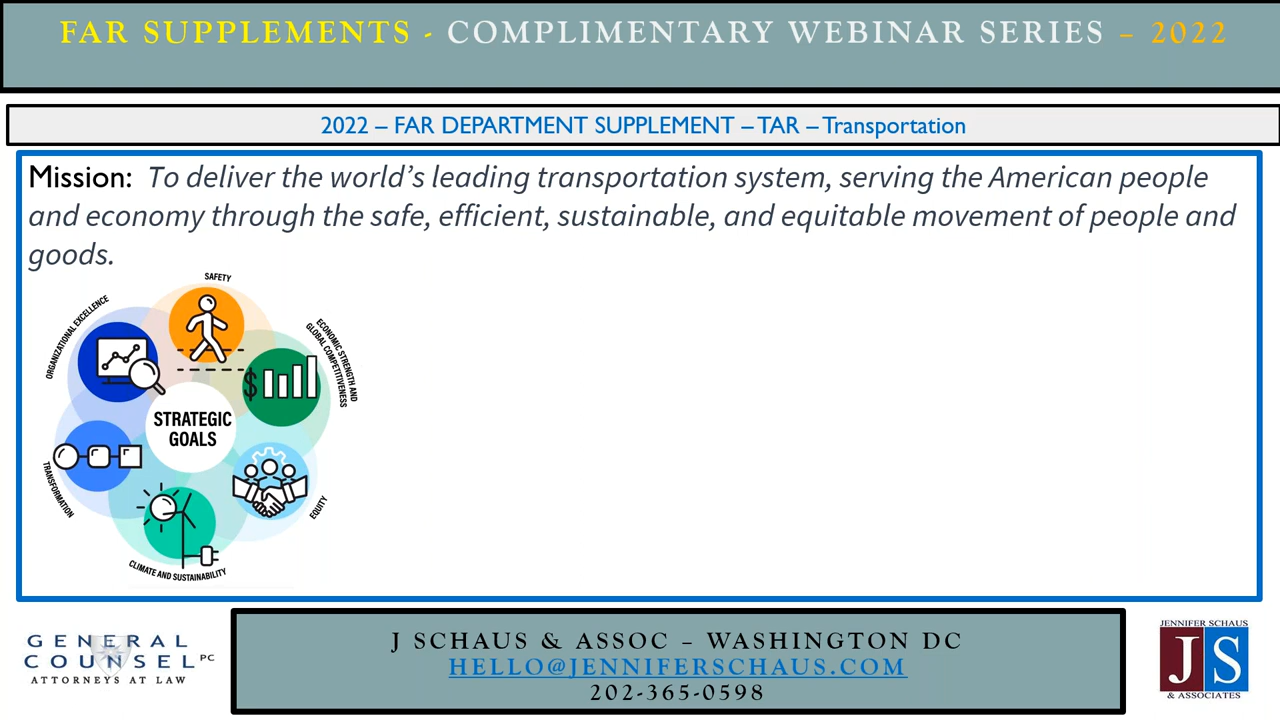 FAR SUPPLEMENTS - COMPLIMENTARY WEBINAR SERIES – 2022
2022 – FAR DEPARTMENT SUPPLEMENT – TAR – Transportation
Mission: To deliver the world's leading transportation system, serving the American people
and economy through the safe, efficient, sustainable, and equitable movement of people and
goods.
SAFETY
ORGANIZATIONAL EXCELLENCE
ECONOMIC STRENGTH AND
GLOBAL COMPETITIVENESS
$
STRATEGIC
GOALS
TRANSFORMATION
EQUITY
CLIMATE AND SUSTAINABILITY
GENERAL
COUNSEL PC
ATTORNEYS AT LAW
J SCHAUS & ASSOC – WASHINGTON DC
HELLO@JENNIFERSCHAUS.COM
202-365-0598
JENNIFER SCHAUS
JS
& ASSOCIATES